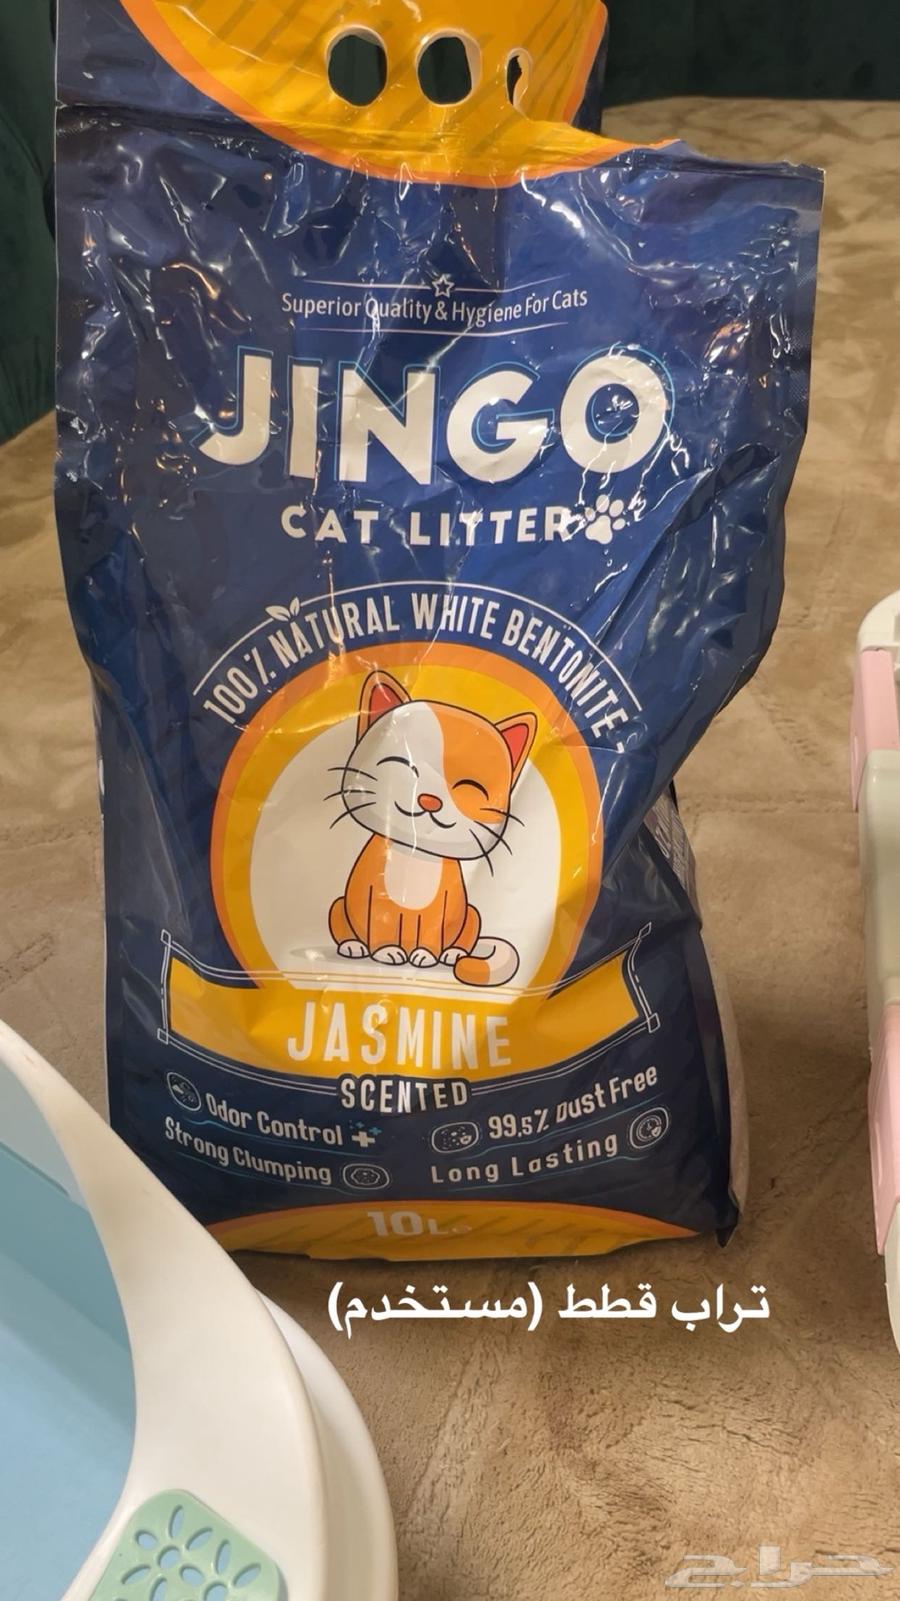 Superior Quality & Hygiene For Cats
JINGO
CAT LITTER
100% NATURAL WHITE BENTONITE
JASMINE
SCENTED
Odor Control
99.5% Dust Free
Strong Clumping
Long Lasting
10L
تراب قطط (مستخدم)
حراج